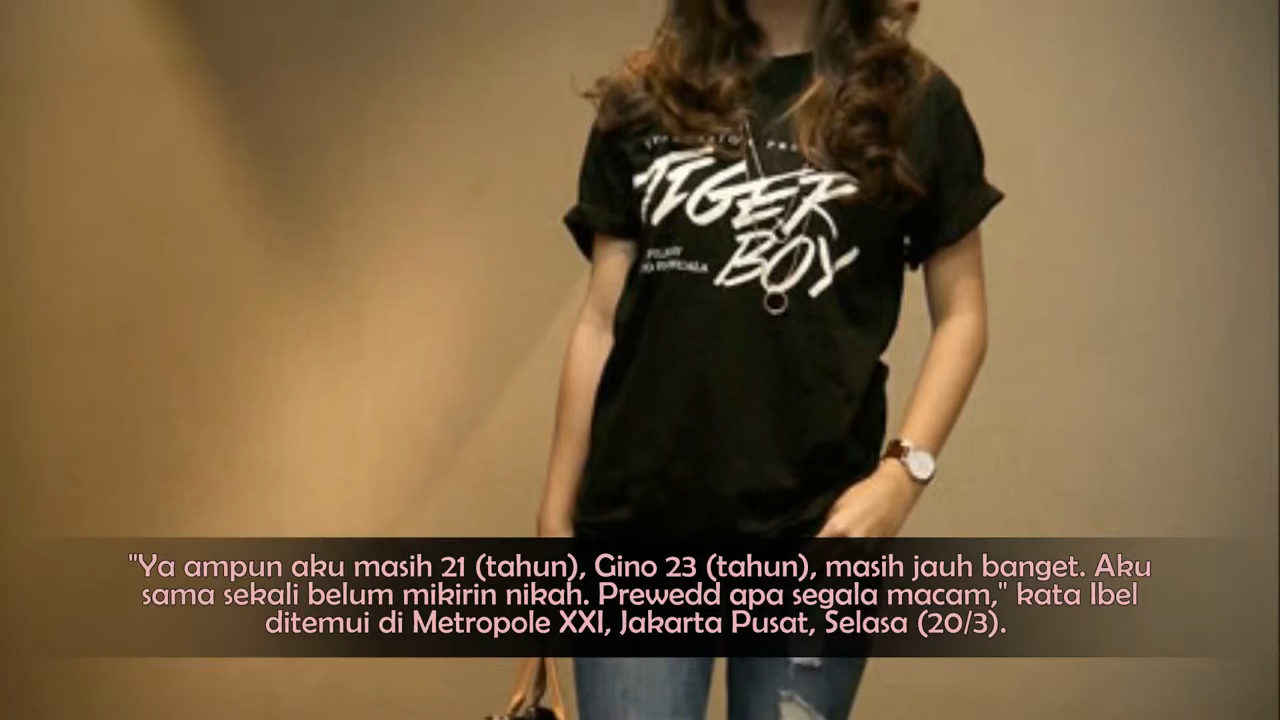 TIGER
BOY
"Ya ampun aku masih 21 (tahun), Gino 23 (tahun), masih jauh banget. Aku
sama sekali belum mikirin nikah. Prewedd apa segala macam," kata Ibel
ditemui di Metropole XXI, Jakarta Pusat, Selasa (20/3).